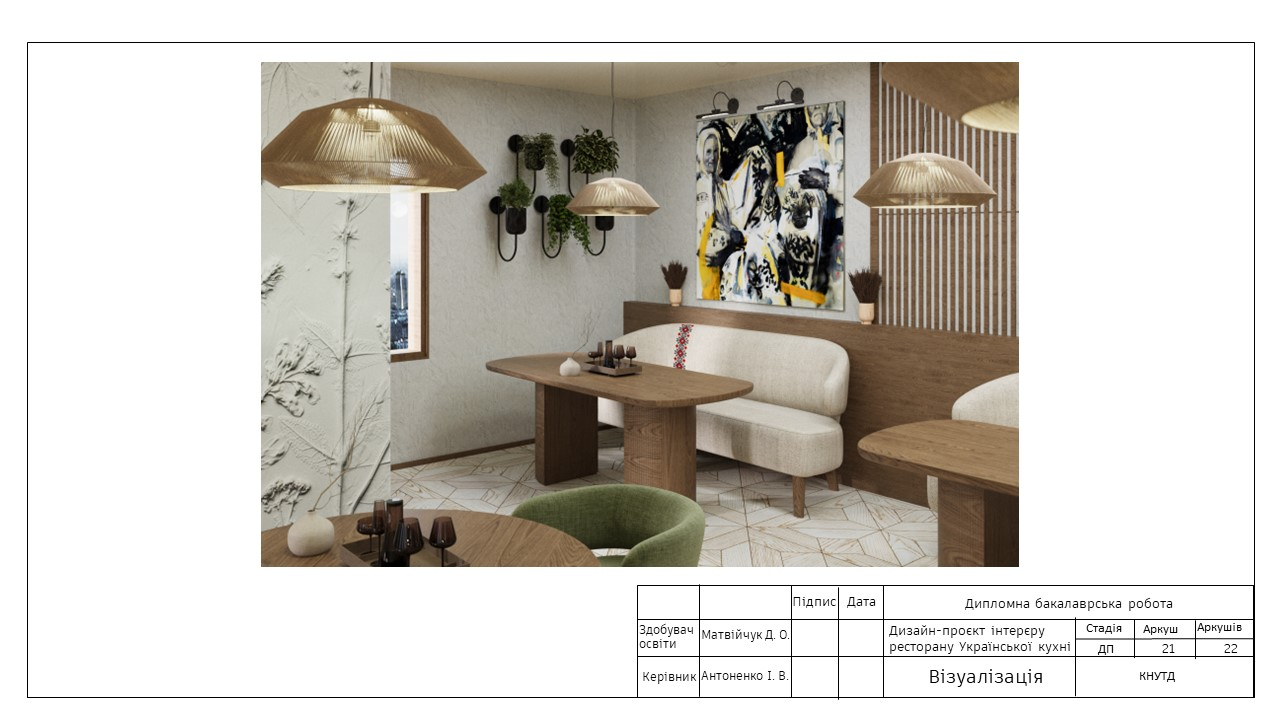 Підпис Дата Дипломна бакалаврська робота
Здобувач освіти Матвійчук Д. О. Дизайн-проєкт інтерєру ресторану Української кухні Стадія Аркуш Аркушів
ДП 21 22
Керівник Антоненко І. В. Візуалізація КНУТД